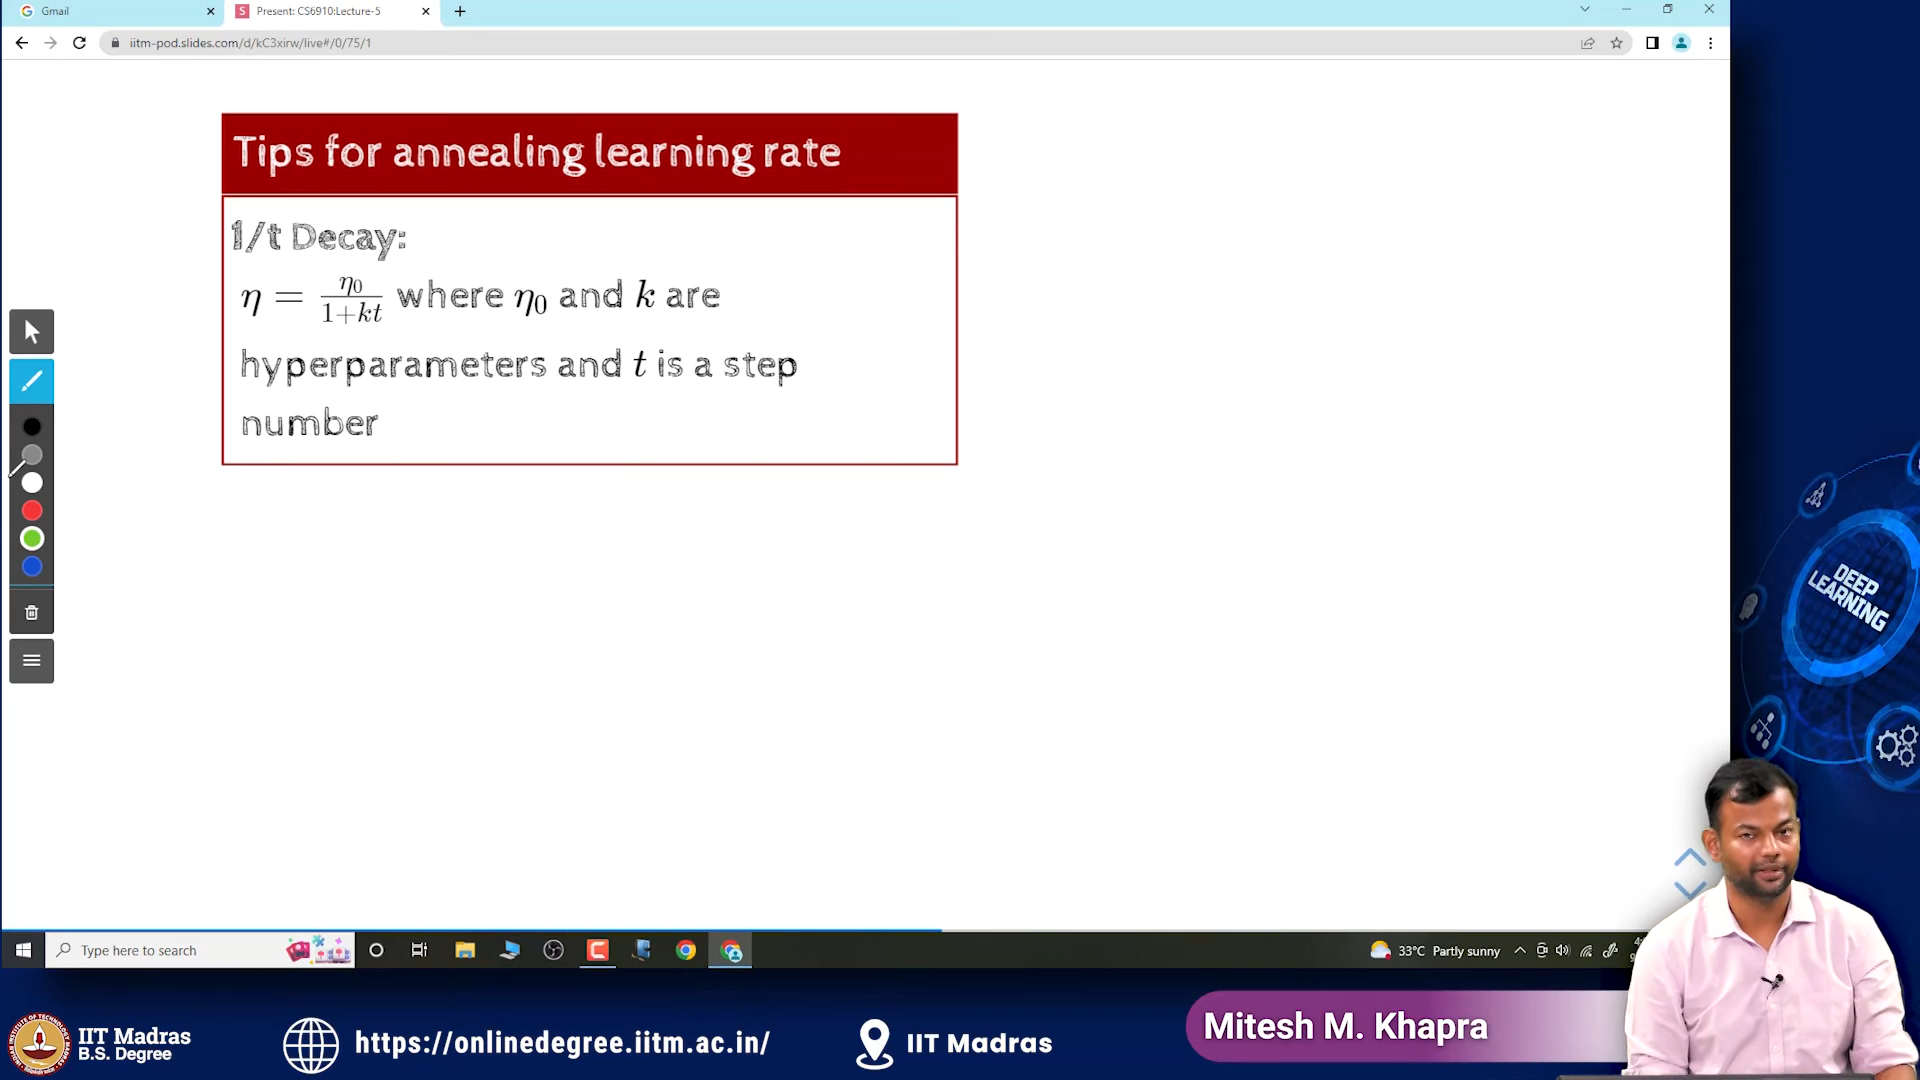 Gmail
Present: CS6910:Lecture-5
iitm-pod.slides.com/d/kC3xirw/live#/0/75/1
Tips for annealing learning rate
1/t Decay:
η = η0/1+kt where η0 and k are
hyperparameters and t is a step
number
DEEP
LEARNING
Type here to search
33°C Partly sunny
IIT Madras
B.S. Degree
https://onlinedegree.iitm.ac.in/
IIT Madras
Mitesh M. Khapra